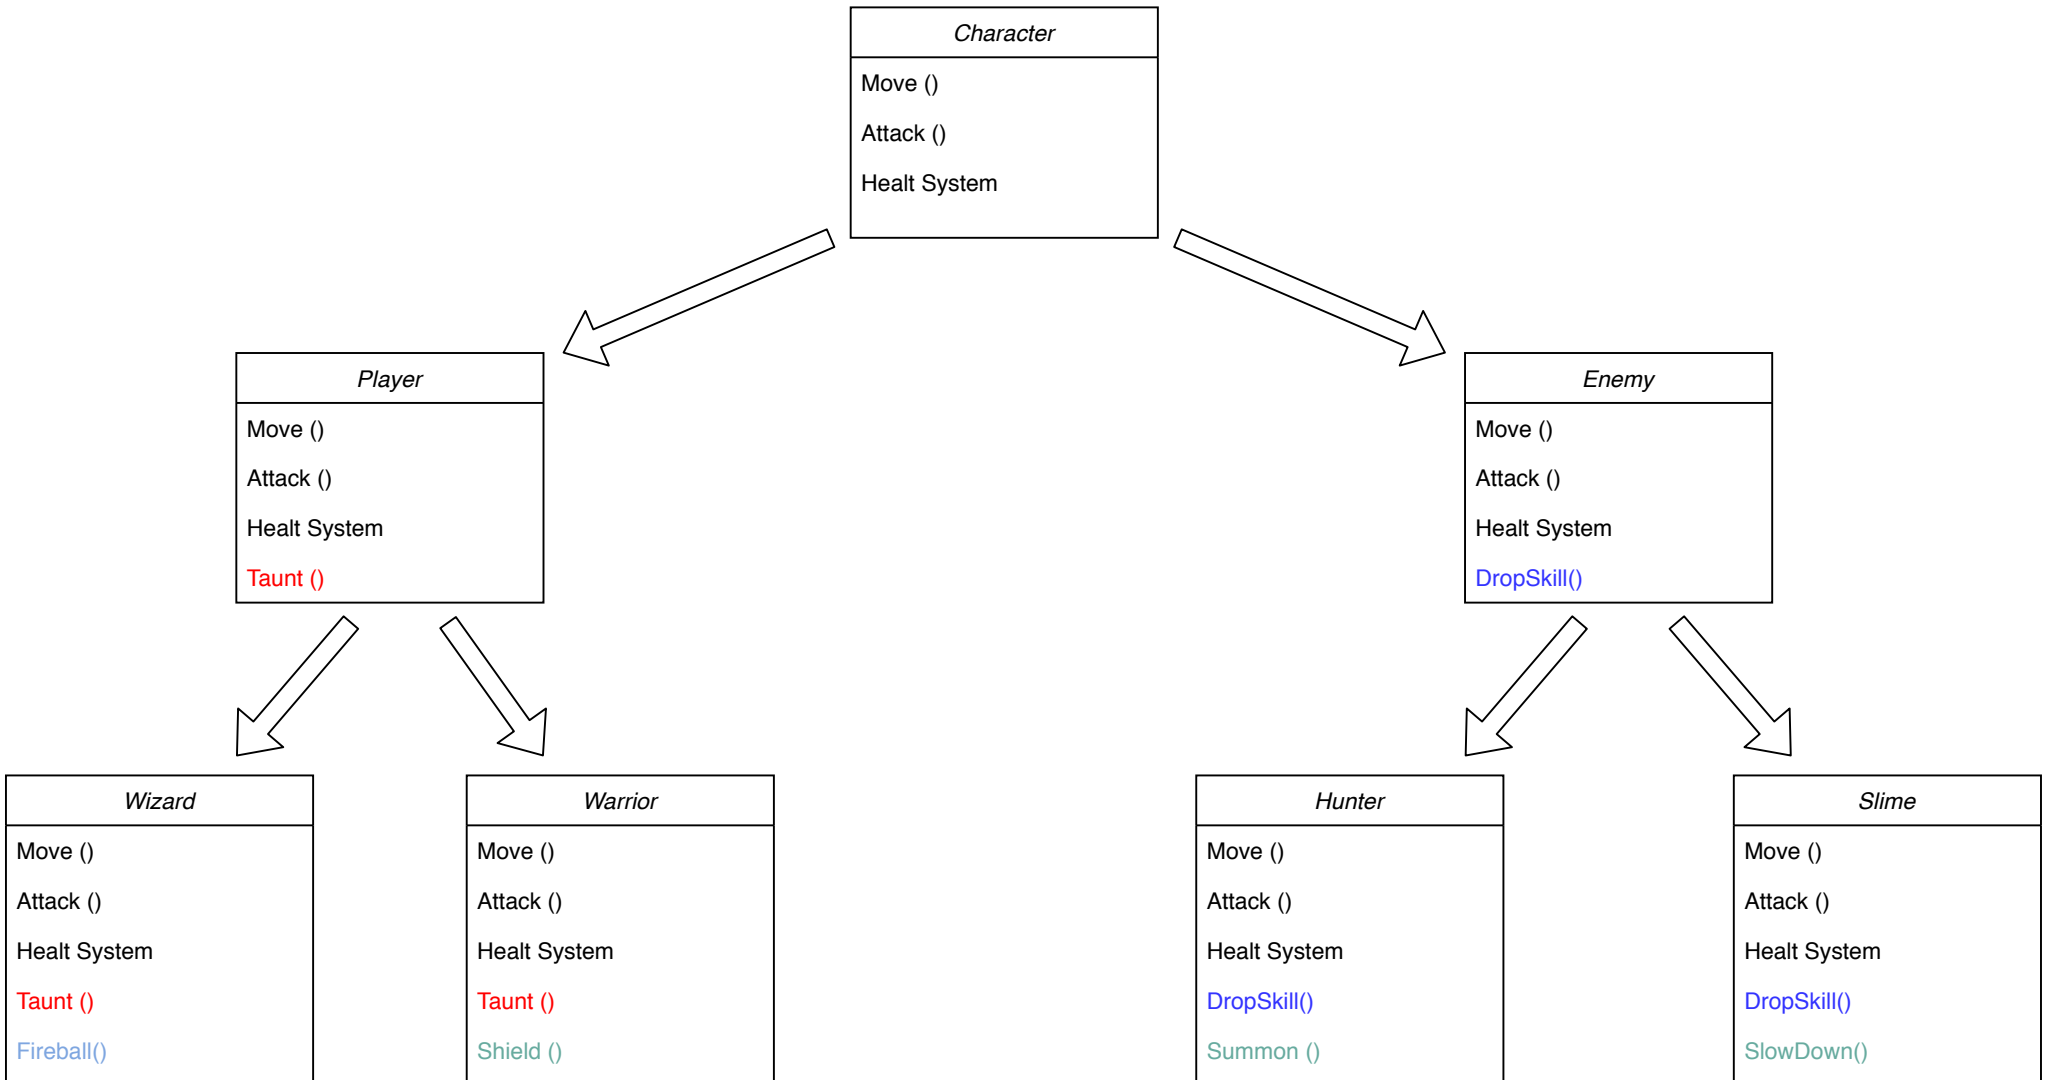 Character
Move ()
Attack ()
Healt System
Player
Move ()
Attack ()
Healt System
Taunt ()
Enemy
Move ()
Attack ()
Healt System
DropSkill()
Wizard
Move ()
Attack ()
Healt System
Taunt ()
Fireball()
Warrior
Move ()
Attack ()
Healt System
Taunt ()
Shield ()
Hunter
Move ()
Attack ()
Healt System
DropSkill()
Summon ()
Slime
Move ()
Attack ()
Healt System
DropSkill()
SlowDown()